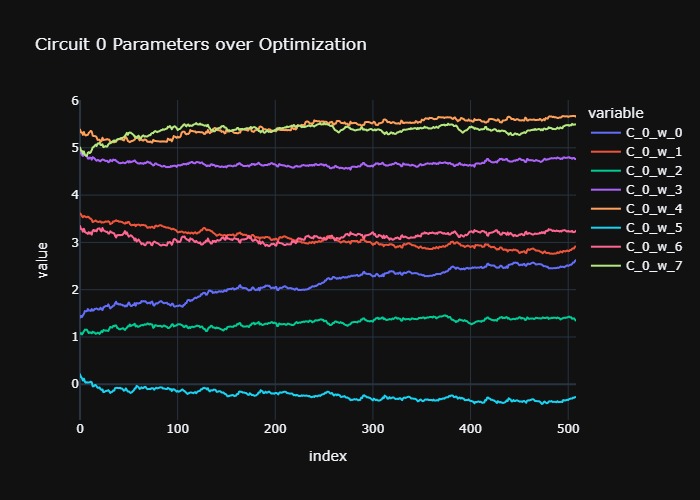 Circuit 0 Parameters over Optimization
6
5
4
3
2
1
0
value
0 100 200 300 400 500
index
variable
C_0_w_0
C_0_w_1
C_0_w_2
C_0_w_3
C_0_w_4
C_0_w_5
C_0_w_6
C_0_w_7